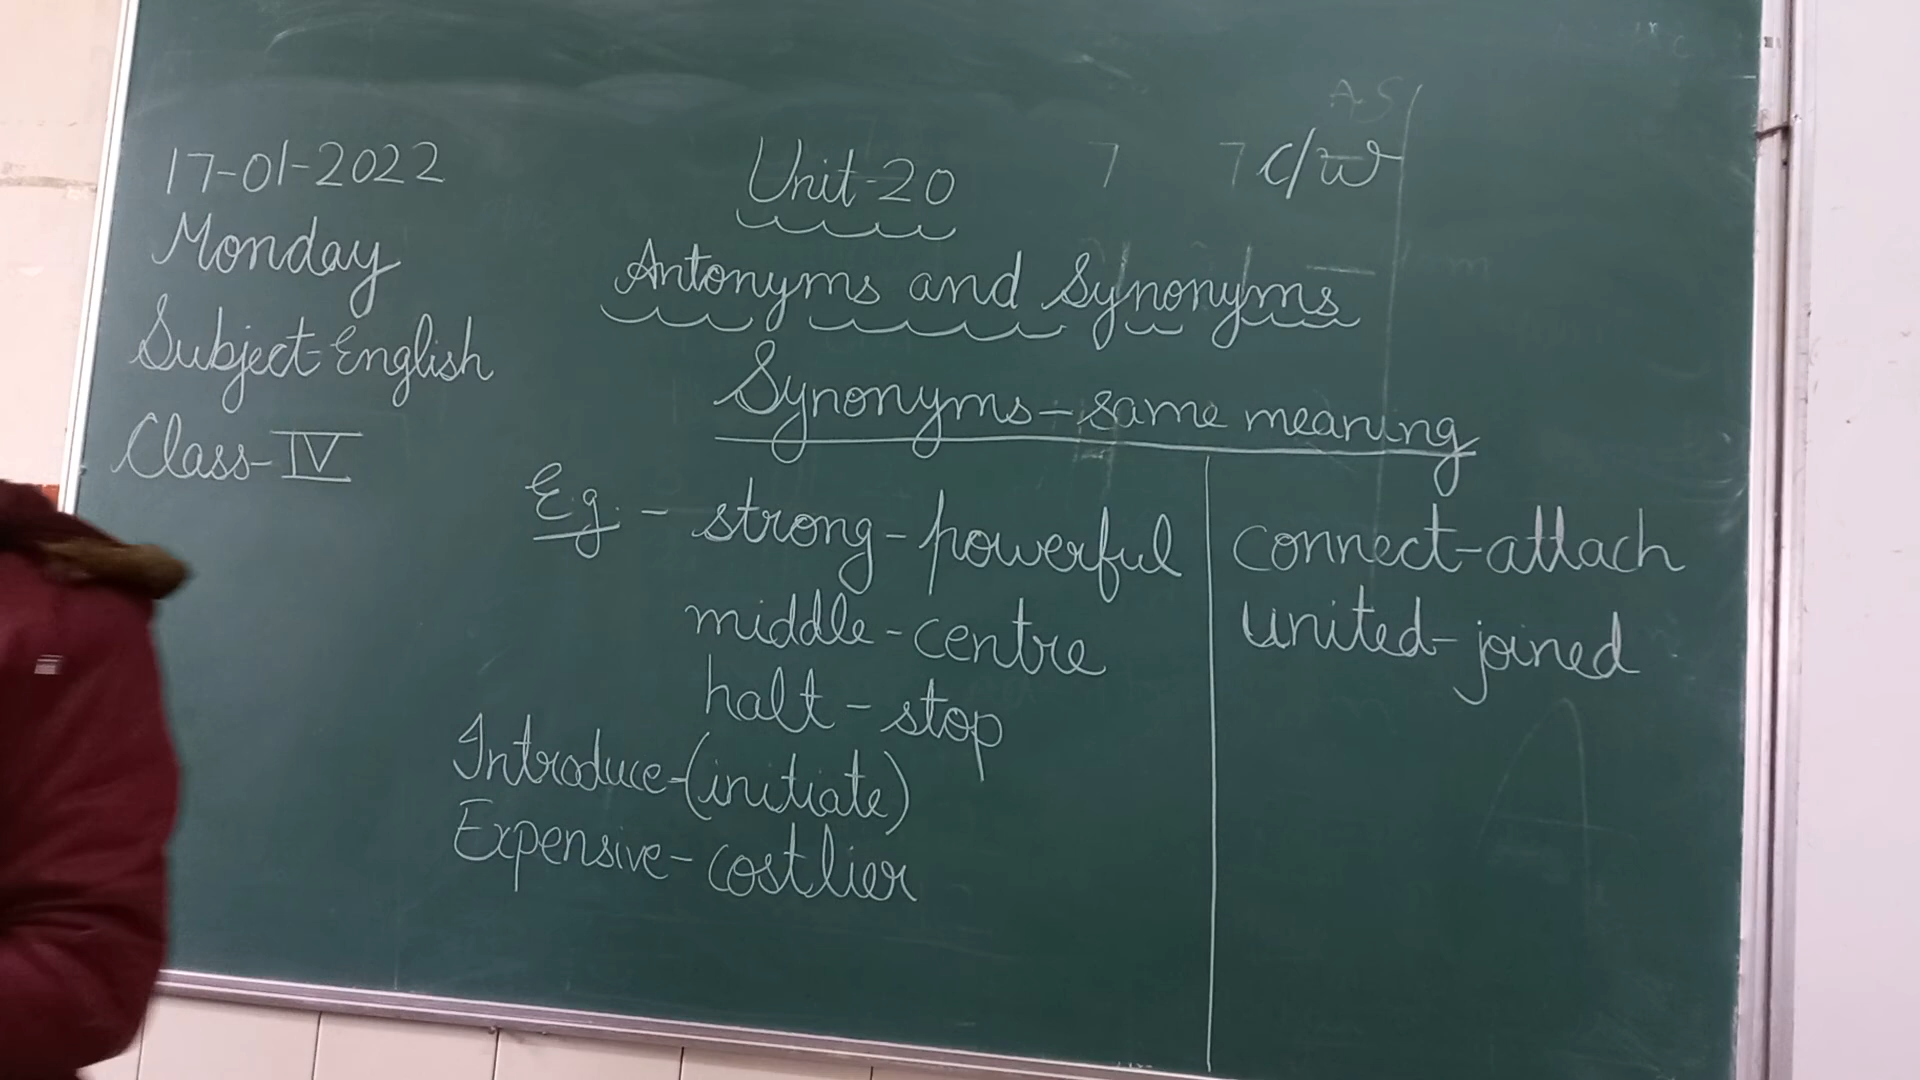 17-01-2022
Monday
Subject-English
Class-IV
Unit-20
c/w
Antonyms and Synonyms
Synonyms-same meaning
Eg. - strong-powerful
middle-centre
halt-stop
Introduce-(initiate)
Expensive-costlier
connect-attach
united-joined